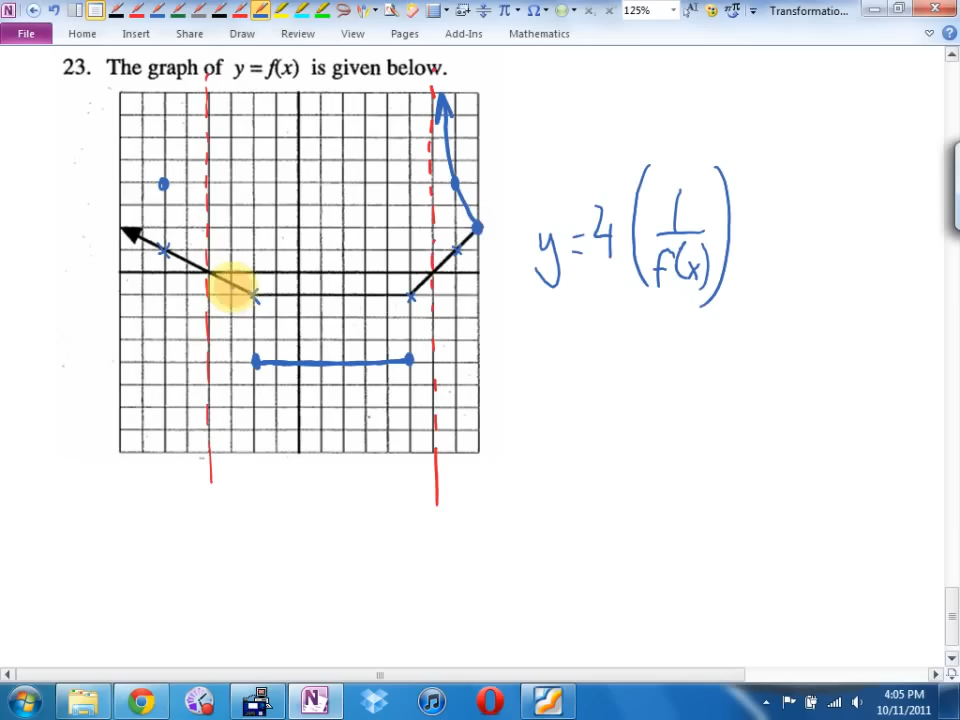 125%
Transformatio...
File Home Insert Share Draw Review View Pages Add-Ins Mathematics
23. The graph of y = f(x) is given below.
y = 4 ( 1 / f(x) )
4:05 PM
10/11/2011